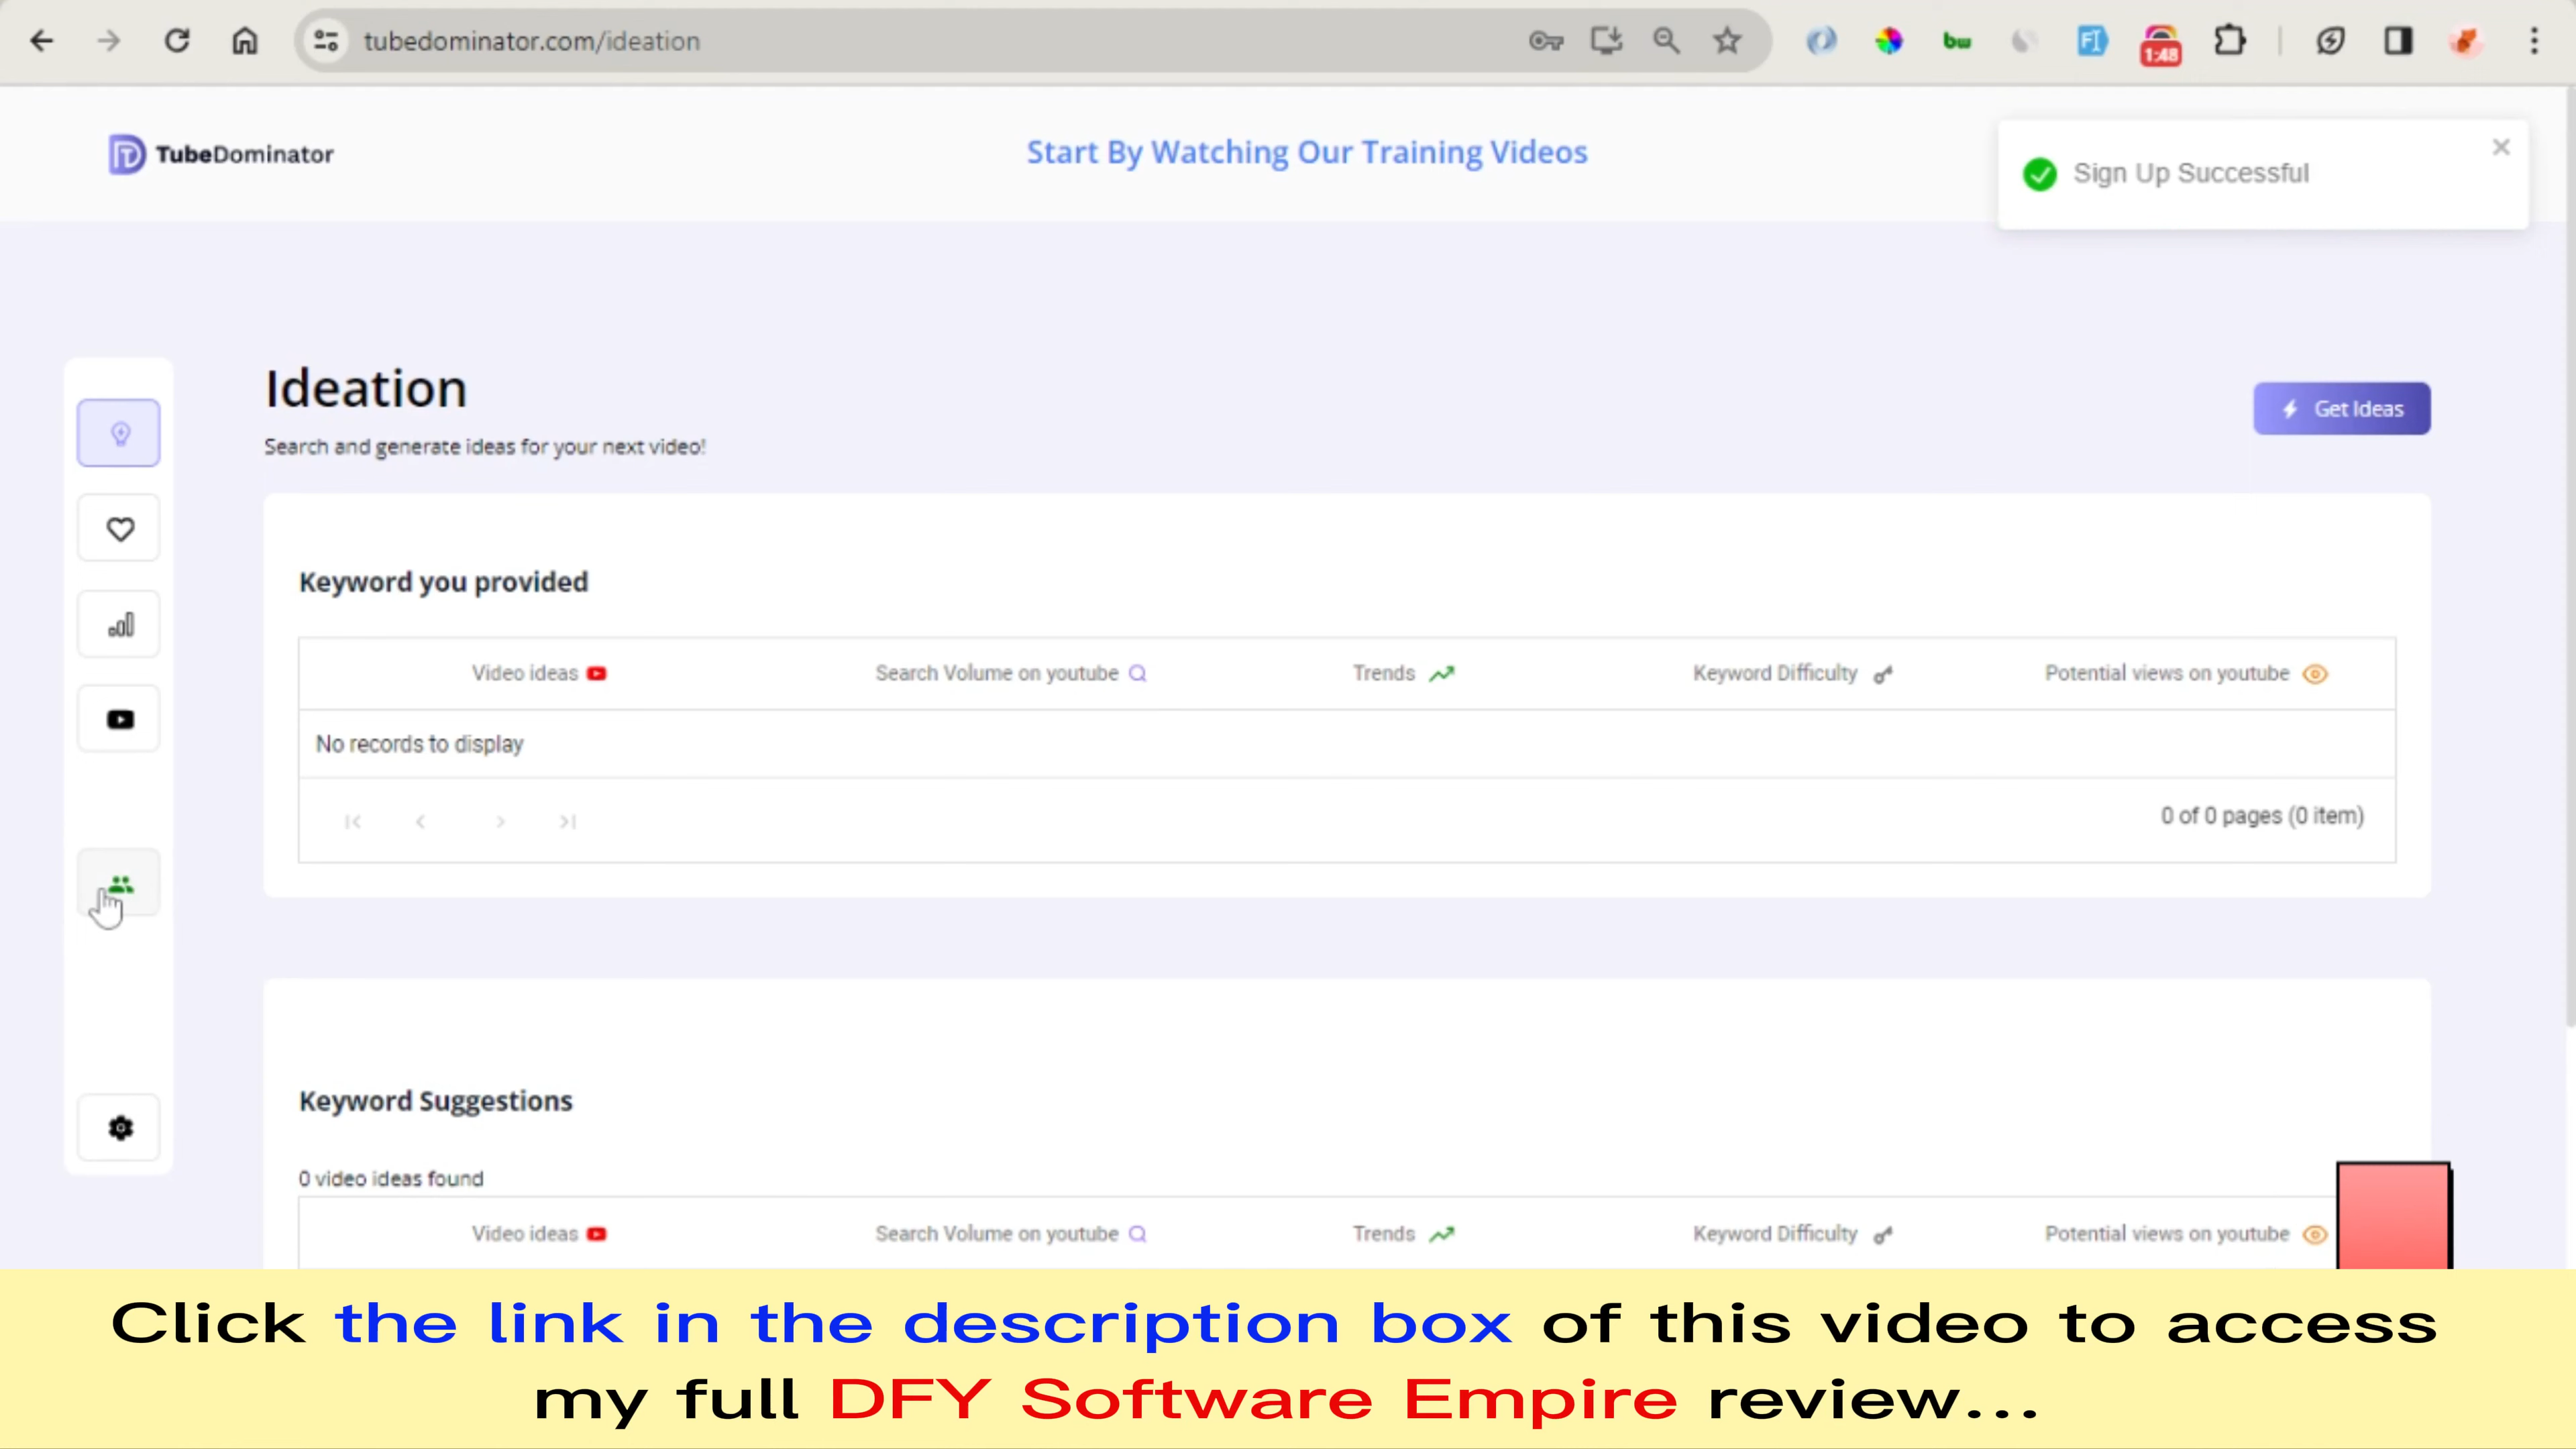 tubedominator.com/ideation
bw
FI
1:48
TubeDominator
Start By Watching Our Training Videos
Sign Up Successful
Ideation
Get Ideas
Search and generate ideas for your next video!
Keyword you provided
Video ideas Search Volume on youtube Trends Keyword Difficulty Potential views on youtube
No records to display
0 of 0 pages (0 item)
Keyword Suggestions
0 video ideas found
Video ideas Search Volume on youtube Trends Keyword Difficulty Potential views on youtube
Click the link in the description box of this video to access
my full DFY Software Empire review...